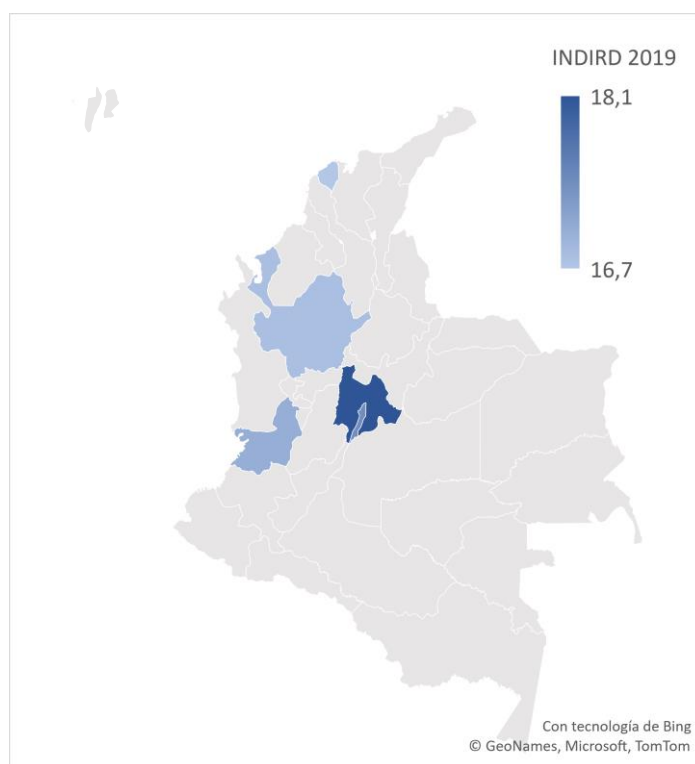 INDIRD 2019
18,1
16,7
Con tecnología de Bing
© GeoNames, Microsoft, TomTom